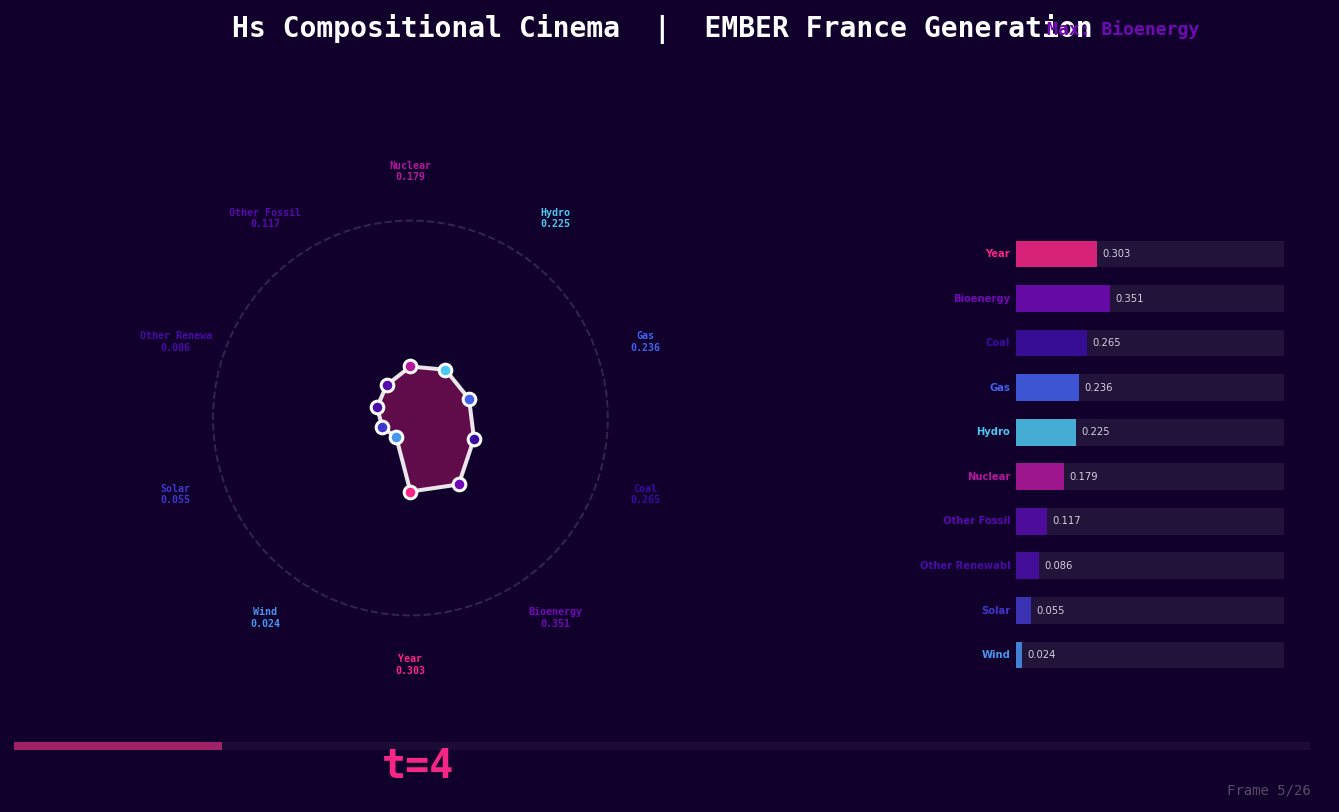 Hs Compositional Cinema | EMBER France Generation
Max: Bioenergy
Nuclear
0.179
Other Fossil
0.117
Hydro
0.225
Other Renewa
0.086
Gas
0.236
Solar
0.055
Coal
0.265
Wind
0.024
Bioenergy
0.351
Year
0.303
Year 0.303
Bioenergy 0.351
Coal 0.265
Gas 0.236
Hydro 0.225
Nuclear 0.179
Other Fossil 0.117
Other Renewabl 0.086
Solar 0.055
Wind 0.024
t=4
Frame 5/26